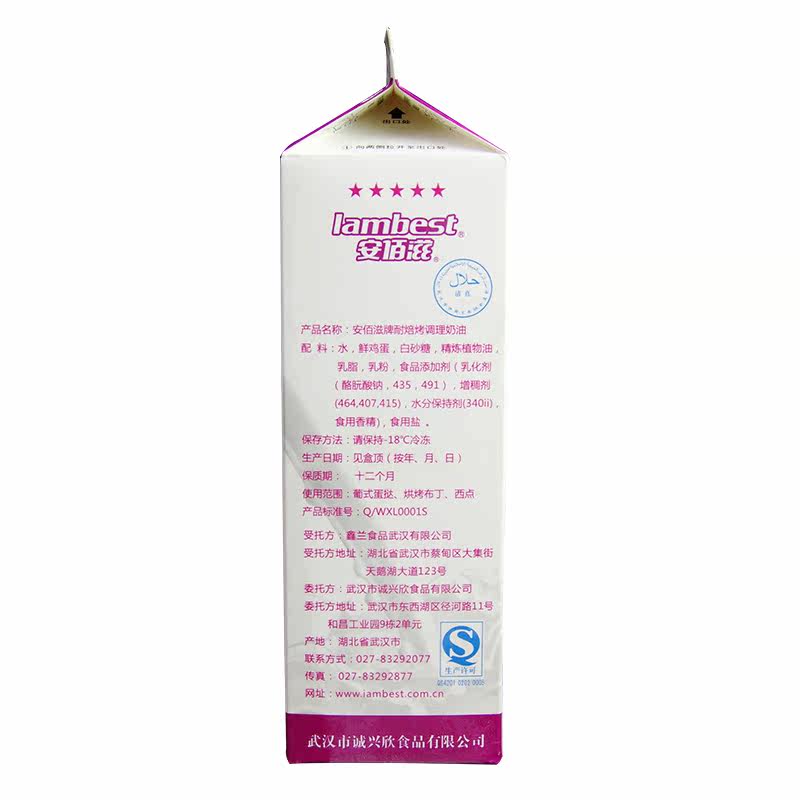 出口处
①向两侧拉开至出口处
Iambest®
安佰滋®
حلال
清真
产品名称：安佰滋牌耐焙烤调理奶油
配 料：水，鲜鸡蛋，白砂糖，精炼植物油，
乳脂，乳粉，食品添加剂（乳化剂
（酪朊酸钠，435，491），增稠剂
(464,407,415)，水分保持剂(340ii)，
食用香精)，食用盐 。
保存方法：请保持-18℃冷冻
生产日期：见盒顶（按年、月、日）
保质期： 十二个月
使用范围：葡式蛋挞、烘烤布丁、西点
产品标准号：Q/WXL0001S
受托方：鑫兰食品武汉有限公司
受托方地址：湖北省武汉市蔡甸区大集街
天鹅湖大道123号
委托方：武汉市诚兴欣食品有限公司
委托方地址：武汉市东西湖区径河路11号
和昌工业园9栋2单元
产地：湖北省武汉市
联系方式：027-83292077
传真：027-83292877
网址：www.iambest.com.cn
生产许可
武汉市诚兴欣食品有限公司